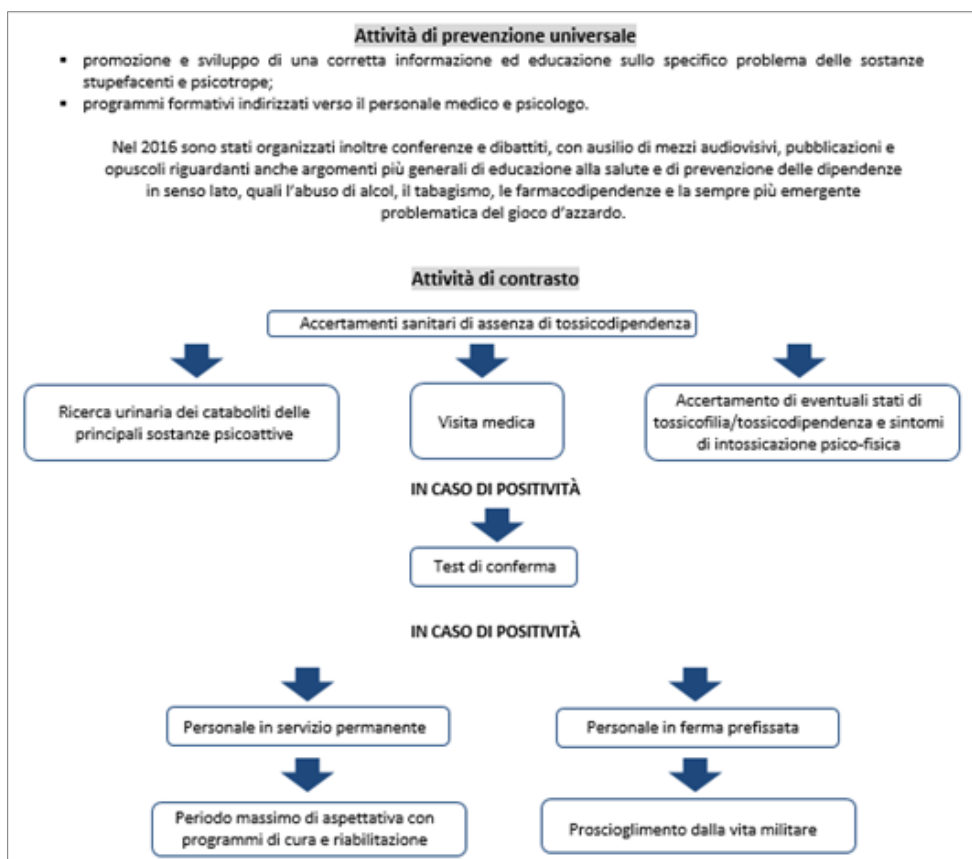 Attività di prevenzione universale
▪ promozione e sviluppo di una corretta informazione ed educazione sullo specifico problema delle sostanze
stupefacenti e psicotrope;
▪ programmi formativi indirizzati verso il personale medico e psicologo.
Nel 2016 sono stati organizzati inoltre conferenze e dibattiti, con ausilio di mezzi audiovisivi, pubblicazioni e
opuscoli riguardanti anche argomenti più generali di educazione alla salute e di prevenzione delle dipendenze
in senso lato, quali l'abuso di alcol, il tabagismo, le farmacodipendenze e la sempre più emergente
problematica del gioco d'azzardo.
Attività di contrasto
Accertamenti sanitari di assenza di tossicodipendenza
Ricerca urinaria dei cataboliti delle
principali sostanze psicoattive
Visita medica
Accertamento di eventuali stati di
tossicofilia/tossicodipendenza e sintomi
di intossicazione psico-fisica
IN CASO DI POSITIVITÀ
Test di conferma
IN CASO DI POSITIVITÀ
Personale in servizio permanente
Personale in ferma prefissata
Periodo massimo di aspettativa con
programmi di cura e riabilitazione
Proscioglimento dalla vita militare